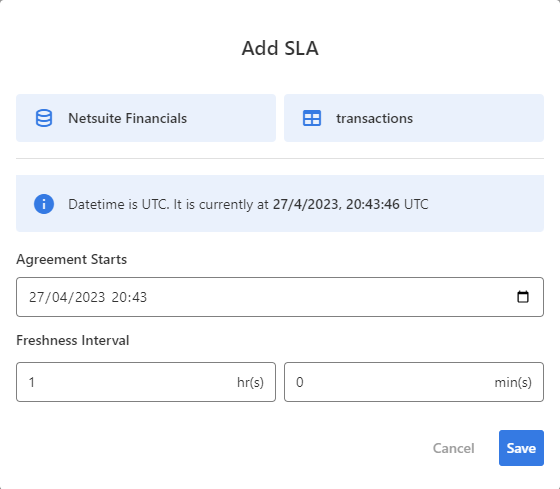 Add SLA
Netsuite Financials
transactions
Datetime is UTC. It is currently at 27/4/2023, 20:43:46 UTC
Agreement Starts
27/04/2023 20:43
Freshness Interval
1 hr(s)
0 min(s)
Cancel
Save